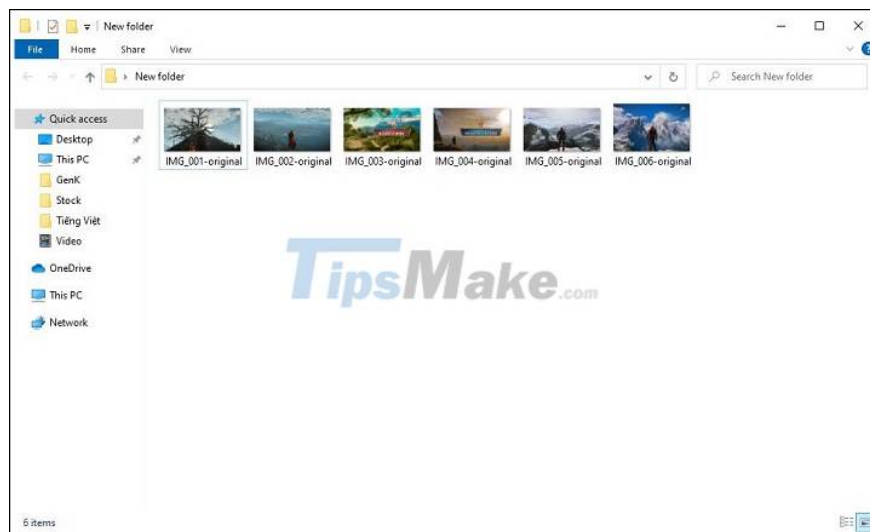 New folder
File Home Share View
New folder
Search New folder
Quick access
Desktop
This PC
GenK
Stock
Tiếng Việt
Video
OneDrive
This PC
Network
IMG_001-original IMG_002-original IMG_003-original IMG_004-original IMG_005-original IMG_006-original
TipsMake.com
6 items